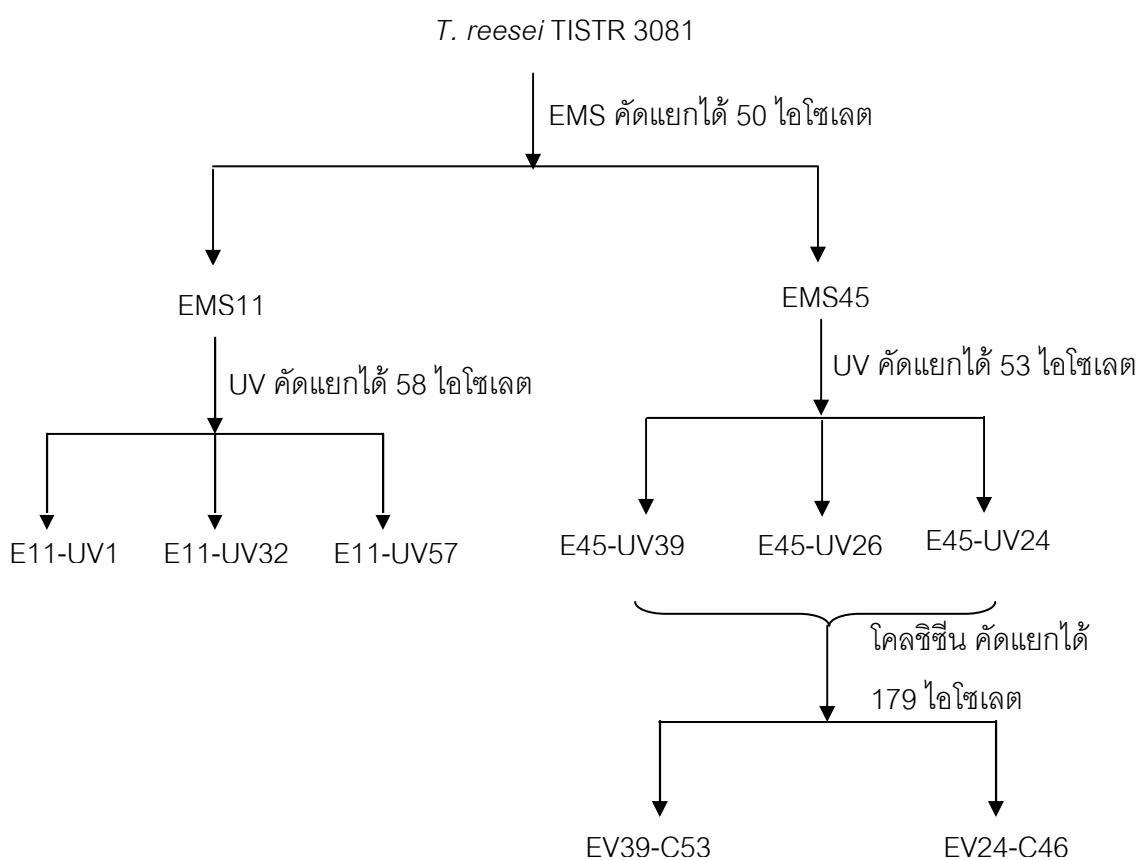 T. reesei TISTR 3081
EMS คัดแยกได้ 50 ไอโซเลต
EMS11
EMS45
UV คัดแยกได้ 58 ไอโซเลต
UV คัดแยกได้ 53 ไอโซเลต
E11-UV1
E11-UV32
E11-UV57
E45-UV39
E45-UV26
E45-UV24
โคลชิซีน คัดแยกได้
179 ไอโซเลต
EV39-C53
EV24-C46